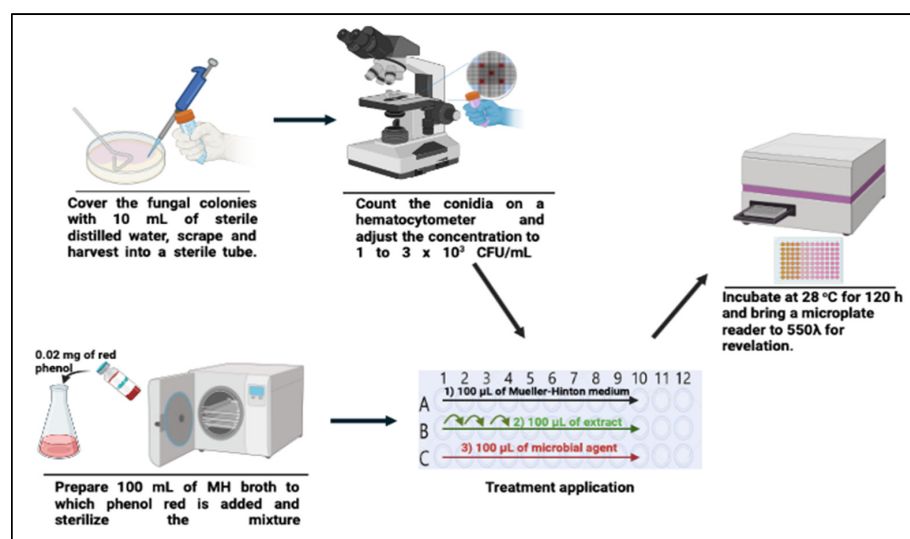 Cover the fungal colonies
with 10 mL of sterile
distilled water, scrape and
harvest into a sterile tube.
Count the conidia on a
hematocytometer and
adjust the concentration to
1 to 3 x 10³ CFU/mL
Incubate at 28 °C for 120 h
and bring a microplate
reader to 550λ for
revelation.
0.02 mg of red
phenol
Prepare 100 mL of MH broth to
which phenol red is added and
sterilize the mixture
1 2 3 4 5 6 7 8 9 10 11 12
A 1) 100 µL of Mueller-Hinton medium
B 2) 100 µL of extract
C 3) 100 µL of microbial agent
Treatment application